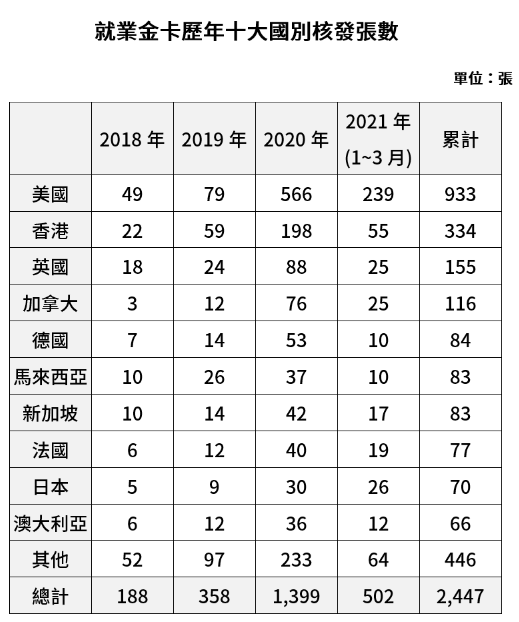 就業金卡歷年十大國別核發張數
單位：張
2018 年 2019 年 2020 年 2021 年 (1~3 月) 累計
美國 49 79 566 239 933
香港 22 59 198 55 334
英國 18 24 88 25 155
加拿大 3 12 76 25 116
德國 7 14 53 10 84
馬來西亞 10 26 37 10 83
新加坡 10 14 42 17 83
法國 6 12 40 19 77
日本 5 9 30 26 70
澳大利亞 6 12 36 12 66
其他 52 97 233 64 446
總計 188 358 1,399 502 2,447